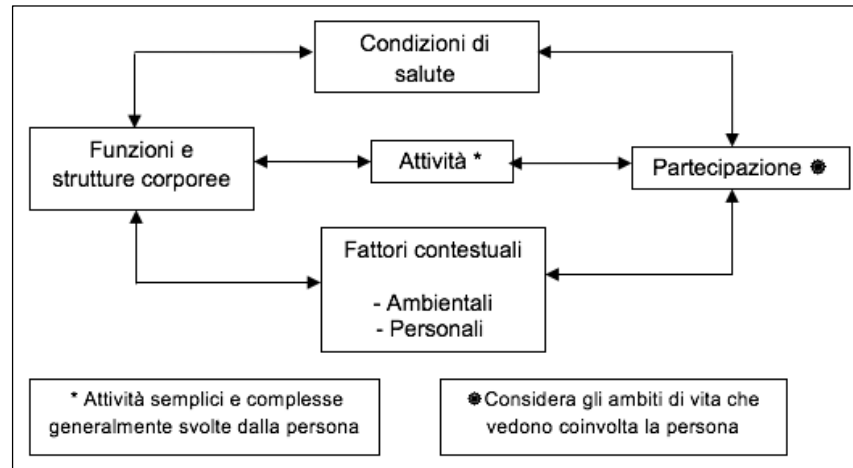 Condizioni di
salute
Funzioni e
strutture corporee
Attività *
Partecipazione ✹
Fattori contestuali
- Ambientali
- Personali
* Attività semplici e complesse
generalmente svolte dalla persona
✹Considera gli ambiti di vita che
vedono coinvolta la persona